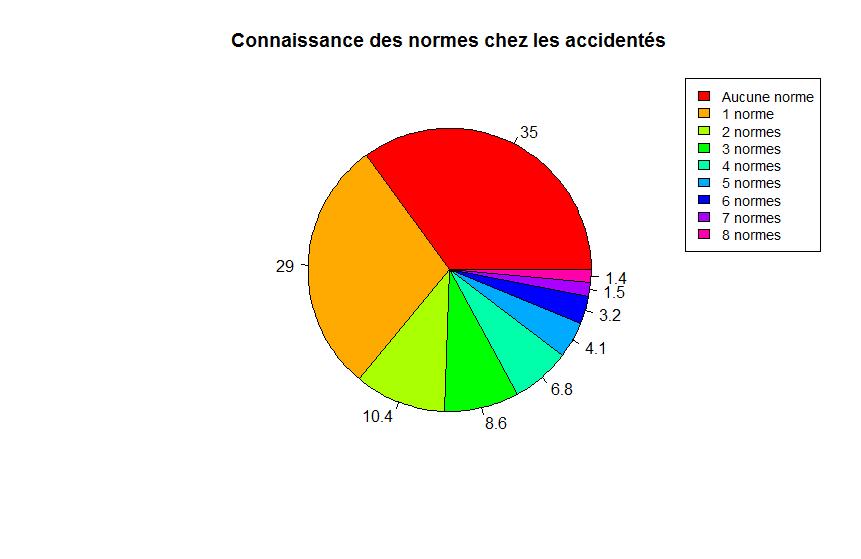 Connaissance des normes chez les accidentés
Aucune norme
1 norme
2 normes
3 normes
4 normes
5 normes
6 normes
7 normes
8 normes
35
29
10.4
8.6
6.8
4.1
3.2
1.5
1.4